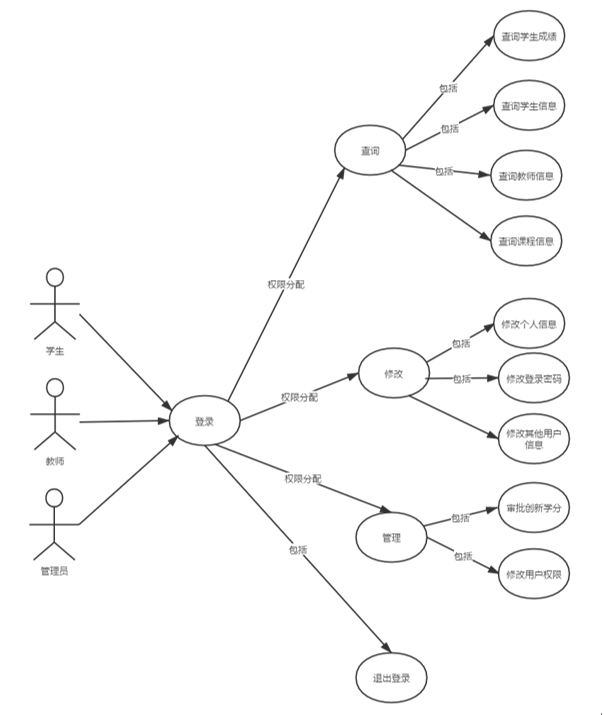 查询学生成绩
包括
查询学生信息
包括
查询
包括
查询教师信息
查询课程信息
权限分配
学生
修改个人信息
包括
修改
包括
修改登录密码
权限分配
登录
修改其他用户
信息
教师
权限分配
审批创新学分
包括
管理
包括
管理员
修改用户权限
包括
退出登录